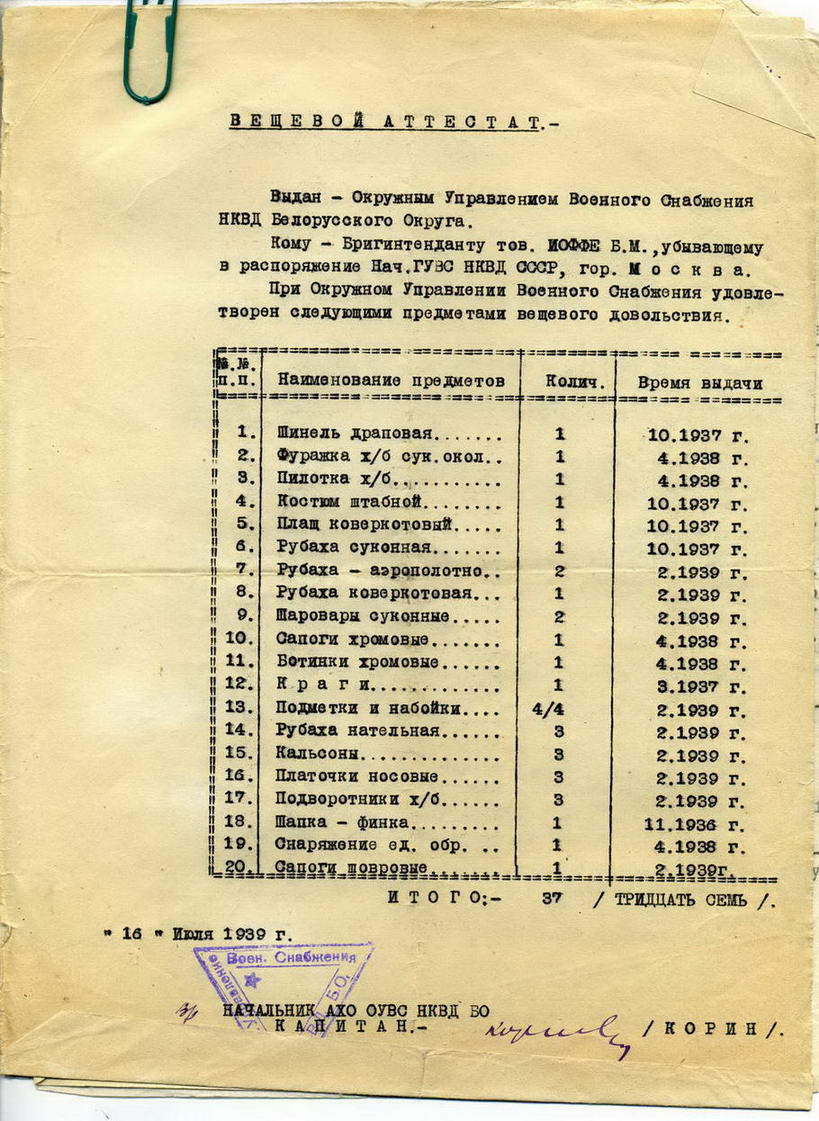 ВЕЩЕВОЙ АТТЕСТАТ.-
Выдан - Окружным Управлением Военного Снабжения
НКВД Белорусского Округа.
Кому - Бригинтенданту тов. ИОФФЕ Б.М.,убывающему
в распоряжение Нач.ГУВС НКВД СССР, гор. М о с к в а.
При Окружном Управлении Военного Снабжения удовле-
творен следующими предметами вещевого довольствия.
№.№. п.п. Наименование предметов Колич. Время выдачи
1. Шинель драповая....... 1 10.1937 г.
2. Фуражка х/б сук.окол.. 1 4.1938 г.
3. Пилотка х/б........... 1 4.1938 г.
4. Костюм штабной........ 1 10.1937 г.
5. Плащ коверкотовый..... 1 10.1937 г.
6. Рубаха суконная....... 1 10.1937 г.
7. Рубаха - аэрополотно.. 2 2.1939 г.
8. Рубаха коверкотовая... 1 2.1939 г.
9. Шаровары суконные..... 2 2.1939 г.
10. Сапоги хромовые....... 1 4.1938 г.
11. Ботинки хромовые...... 1 4.1938 г.
12. К р а г и............. 1 3.1937 г.
13. Подметки и набойки.... 4/4 2.1939 г.
14. Рубаха нательная...... 3 2.1939 г.
15. Кальсоны.............. 3 2.1939 г.
16. Платочки носовые...... 3 2.1939 г.
17. Подворотники х/б...... 3 2.1939 г.
18. Шапка - финка......... 1 11.1936 г.
19. Снаряжение ед. обр. .. 1 4.1938 г.
20. Сапоги шовровые....... 1 2.1939г.
И Т О Г О:- 37 / ТРИДЦАТЬ СЕМЬ /.
" 16 " Июля 1939 г.
Воен. Снабжения
Управление
БО.
НАЧАЛЬНИК АХО ОУВС НКВД БО
К А П И Т А Н.- / К О Р И Н /.